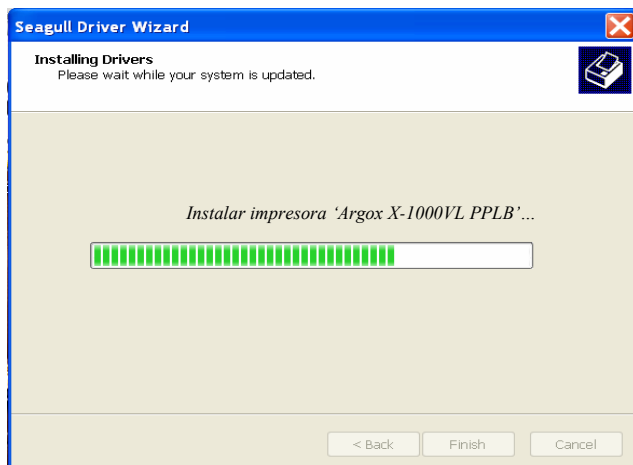 Seagull Driver Wizard
Installing Drivers
Please wait while your system is updated.
Instalar impresora ‘Argox X-1000VL PPLB’…
< Back
Finish
Cancel